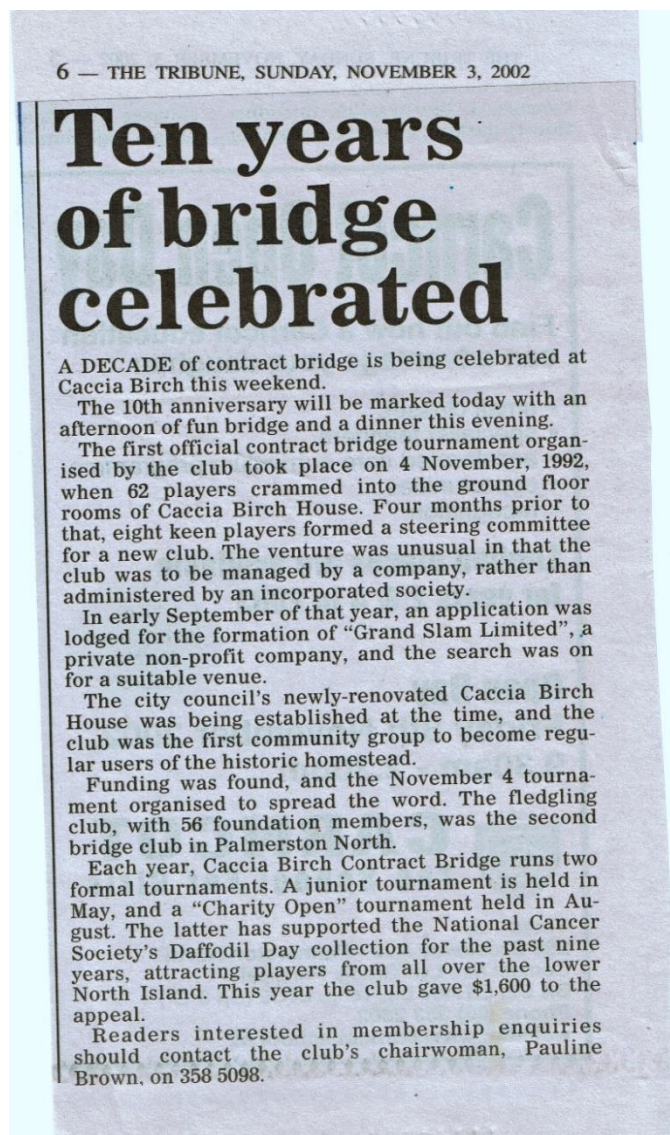 6 — THE TRIBUNE, SUNDAY, NOVEMBER 3, 2002
Ten years
of bridge
celebrated
A DECADE of contract bridge is being celebrated at
Caccia Birch this weekend.
The 10th anniversary will be marked today with an
afternoon of fun bridge and a dinner this evening.
The first official contract bridge tournament organ-
ised by the club took place on 4 November, 1992,
when 62 players crammed into the ground floor
rooms of Caccia Birch House. Four months prior to
that, eight keen players formed a steering committee
for a new club. The venture was unusual in that the
club was to be managed by a company, rather than
administered by an incorporated society.
In early September of that year, an application was
lodged for the formation of “Grand Slam Limited”, a
private non-profit company, and the search was on
for a suitable venue.
The city council’s newly-renovated Caccia Birch
House was being established at the time, and the
club was the first community group to become regu-
lar users of the historic homestead.
Funding was found, and the November 4 tourna-
ment organised to spread the word. The fledgling
club, with 56 foundation members, was the second
bridge club in Palmerston North.
Each year, Caccia Birch Contract Bridge runs two
formal tournaments. A junior tournament is held in
May, and a “Charity Open” tournament held in Au-
gust. The latter has supported the National Cancer
Society’s Daffodil Day collection for the past nine
years, attracting players from all over the lower
North Island. This year the club gave $1,600 to the
appeal.
Readers interested in membership enquiries
should contact the club’s chairwoman, Pauline
Brown, on 358 5098.